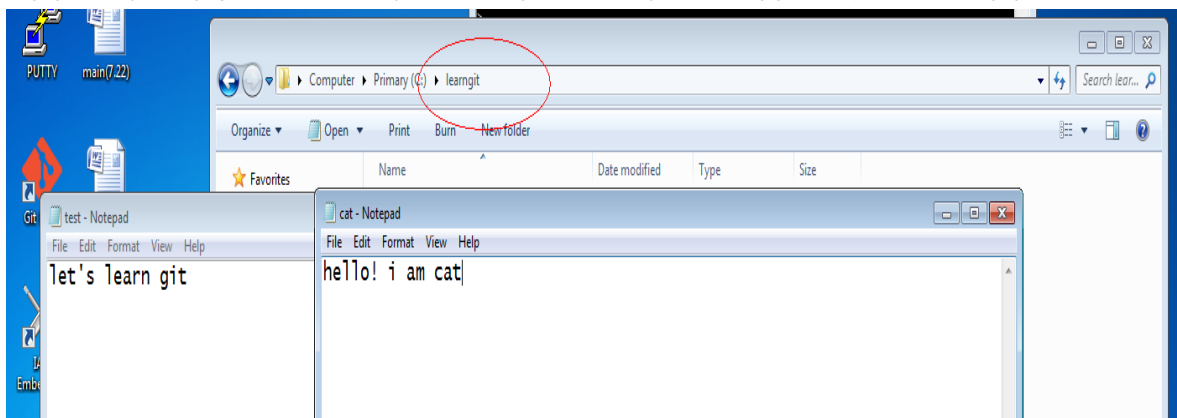 PUTTY
main(7.22)
Computer
Primary (C:)
learngit
Search lear...
Organize
Open
Print
Burn
New folder
Favorites
Name
Date modified
Type
Size
Git
test - Notepad
File Edit Format View Help
let's learn git
cat - Notepad
File Edit Format View Help
hello! i am cat